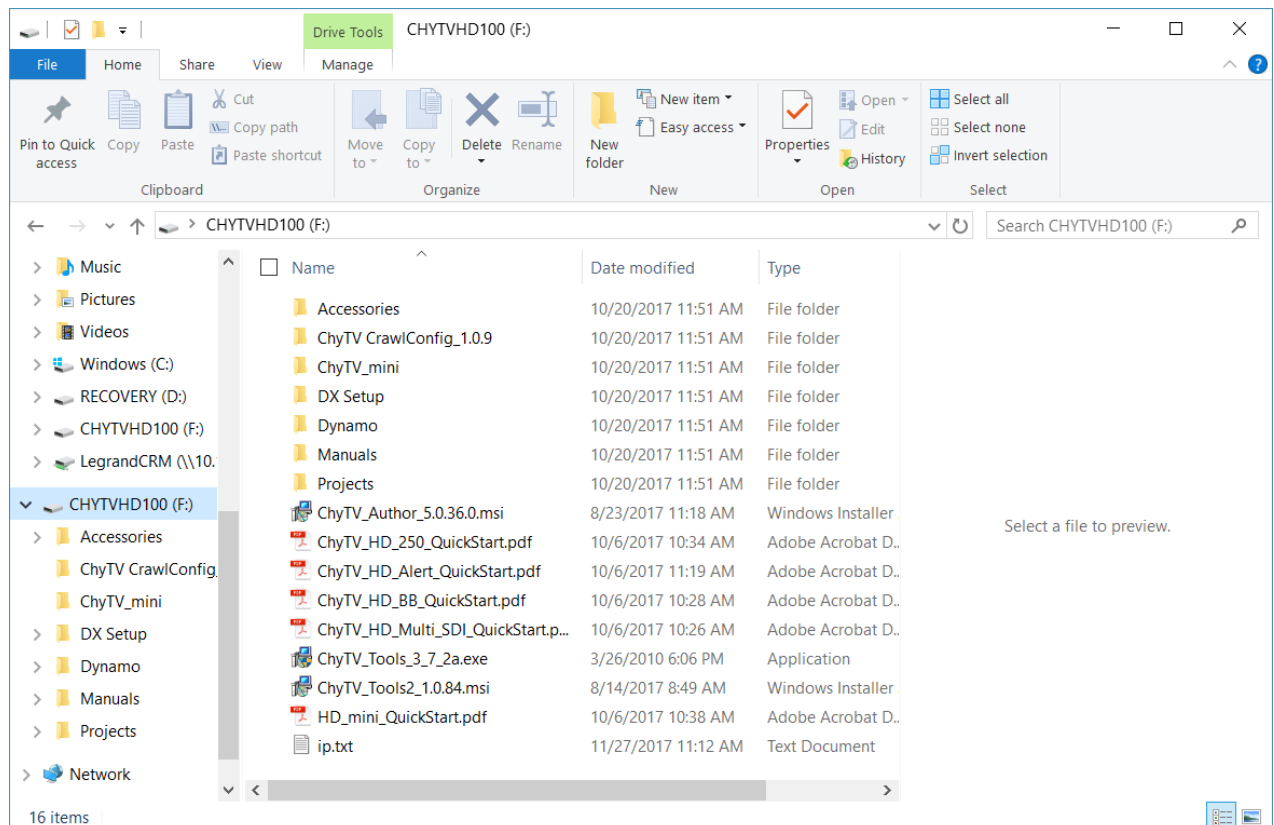 Drive Tools CHYTVHD100 (F:)
File Home Share View Manage
Pin to Quick access
Copy
Paste
Cut
Copy path
Paste shortcut
Clipboard
Move to
Copy to
Delete
Rename
Organize
New folder
New item
Easy access
New
Properties
Open
Edit
History
Open
Select all
Select none
Invert selection
Select
CHYTVHD100 (F:)
Search CHYTVHD100 (F:)
Music
Pictures
Videos
Windows (C:)
RECOVERY (D:)
CHYTVHD100 (F:)
LegrandCRM (\\10.
CHYTVHD100 (F:)
Accessories
ChyTV CrawlConfig_
ChyTV_mini
DX Setup
Dynamo
Manuals
Projects
Network
Name Date modified Type
Accessories 10/20/2017 11:51 AM File folder
ChyTV CrawlConfig_1.0.9 10/20/2017 11:51 AM File folder
ChyTV_mini 10/20/2017 11:51 AM File folder
DX Setup 10/20/2017 11:51 AM File folder
Dynamo 10/20/2017 11:51 AM File folder
Manuals 10/20/2017 11:51 AM File folder
Projects 10/20/2017 11:51 AM File folder
ChyTV_Author_5.0.36.0.msi 8/23/2017 11:18 AM Windows Installer
ChyTV_HD_250_QuickStart.pdf 10/6/2017 10:34 AM Adobe Acrobat D..
ChyTV_HD_Alert_QuickStart.pdf 10/6/2017 11:19 AM Adobe Acrobat D..
ChyTV_HD_BB_QuickStart.pdf 10/6/2017 10:28 AM Adobe Acrobat D..
ChyTV_HD_Multi_SDI_QuickStart.p... 10/6/2017 10:26 AM Adobe Acrobat D..
ChyTV_Tools_3_7_2a.exe 3/26/2010 6:06 PM Application
ChyTV_Tools2_1.0.84.msi 8/14/2017 8:49 AM Windows Installer
HD_mini_QuickStart.pdf 10/6/2017 10:38 AM Adobe Acrobat D..
ip.txt 11/27/2017 11:12 AM Text Document
Select a file to preview.
16 items